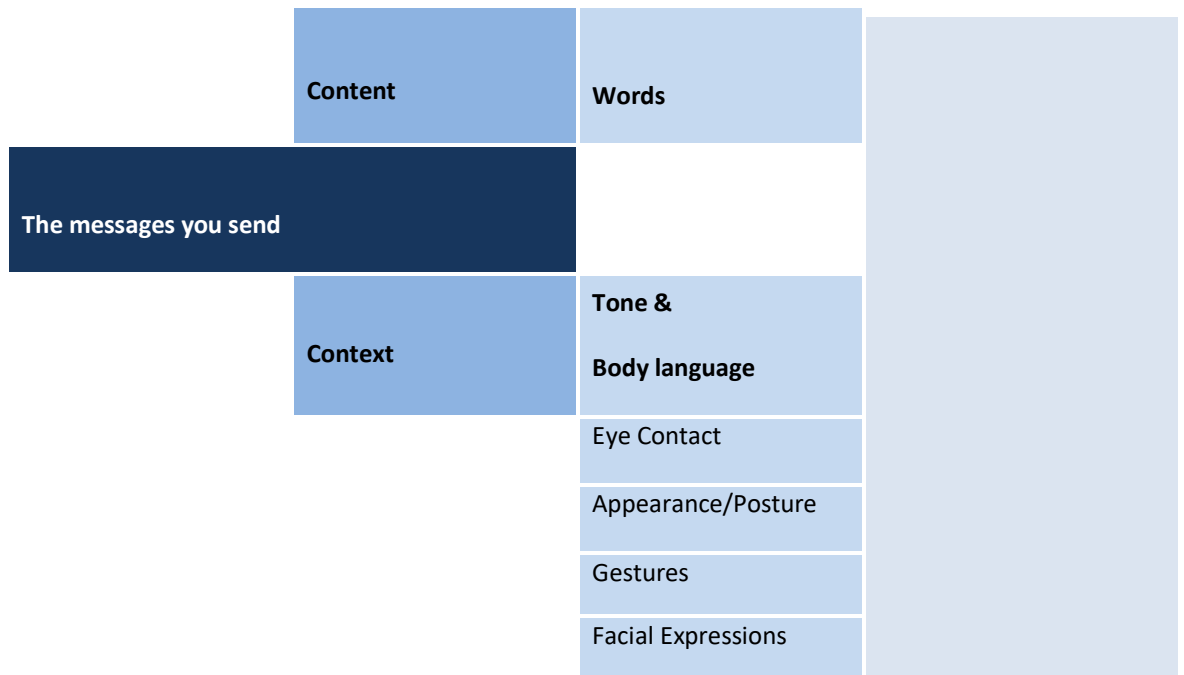 Content
Words
The messages you send
Context
Tone &
Body language
Eye Contact
Appearance/Posture
Gestures
Facial Expressions